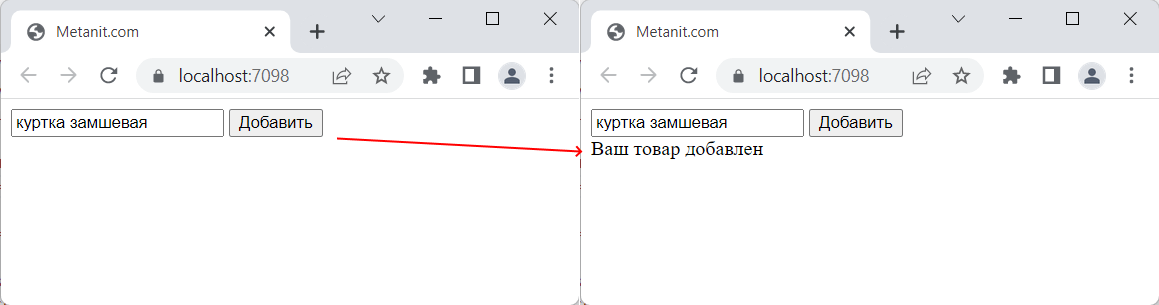 Metanit.com
localhost:7098
куртка замшевая Добавить
Metanit.com
localhost:7098
куртка замшевая Добавить
Ваш товар добавлен